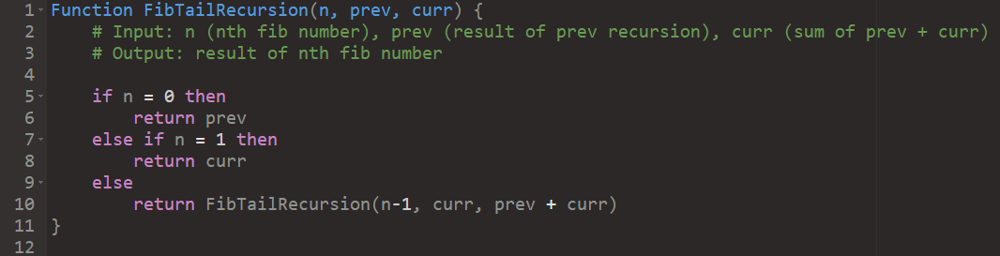 1 Function FibTailRecursion(n, prev, curr) {
2 # Input: n (nth fib number), prev (result of prev recursion), curr (sum of prev + curr)
3 # Output: result of nth fib number
4
5 if n = 0 then
6 return prev
7 else if n = 1 then
8 return curr
9 else
10 return FibTailRecursion(n-1, curr, prev + curr)
11 }
12